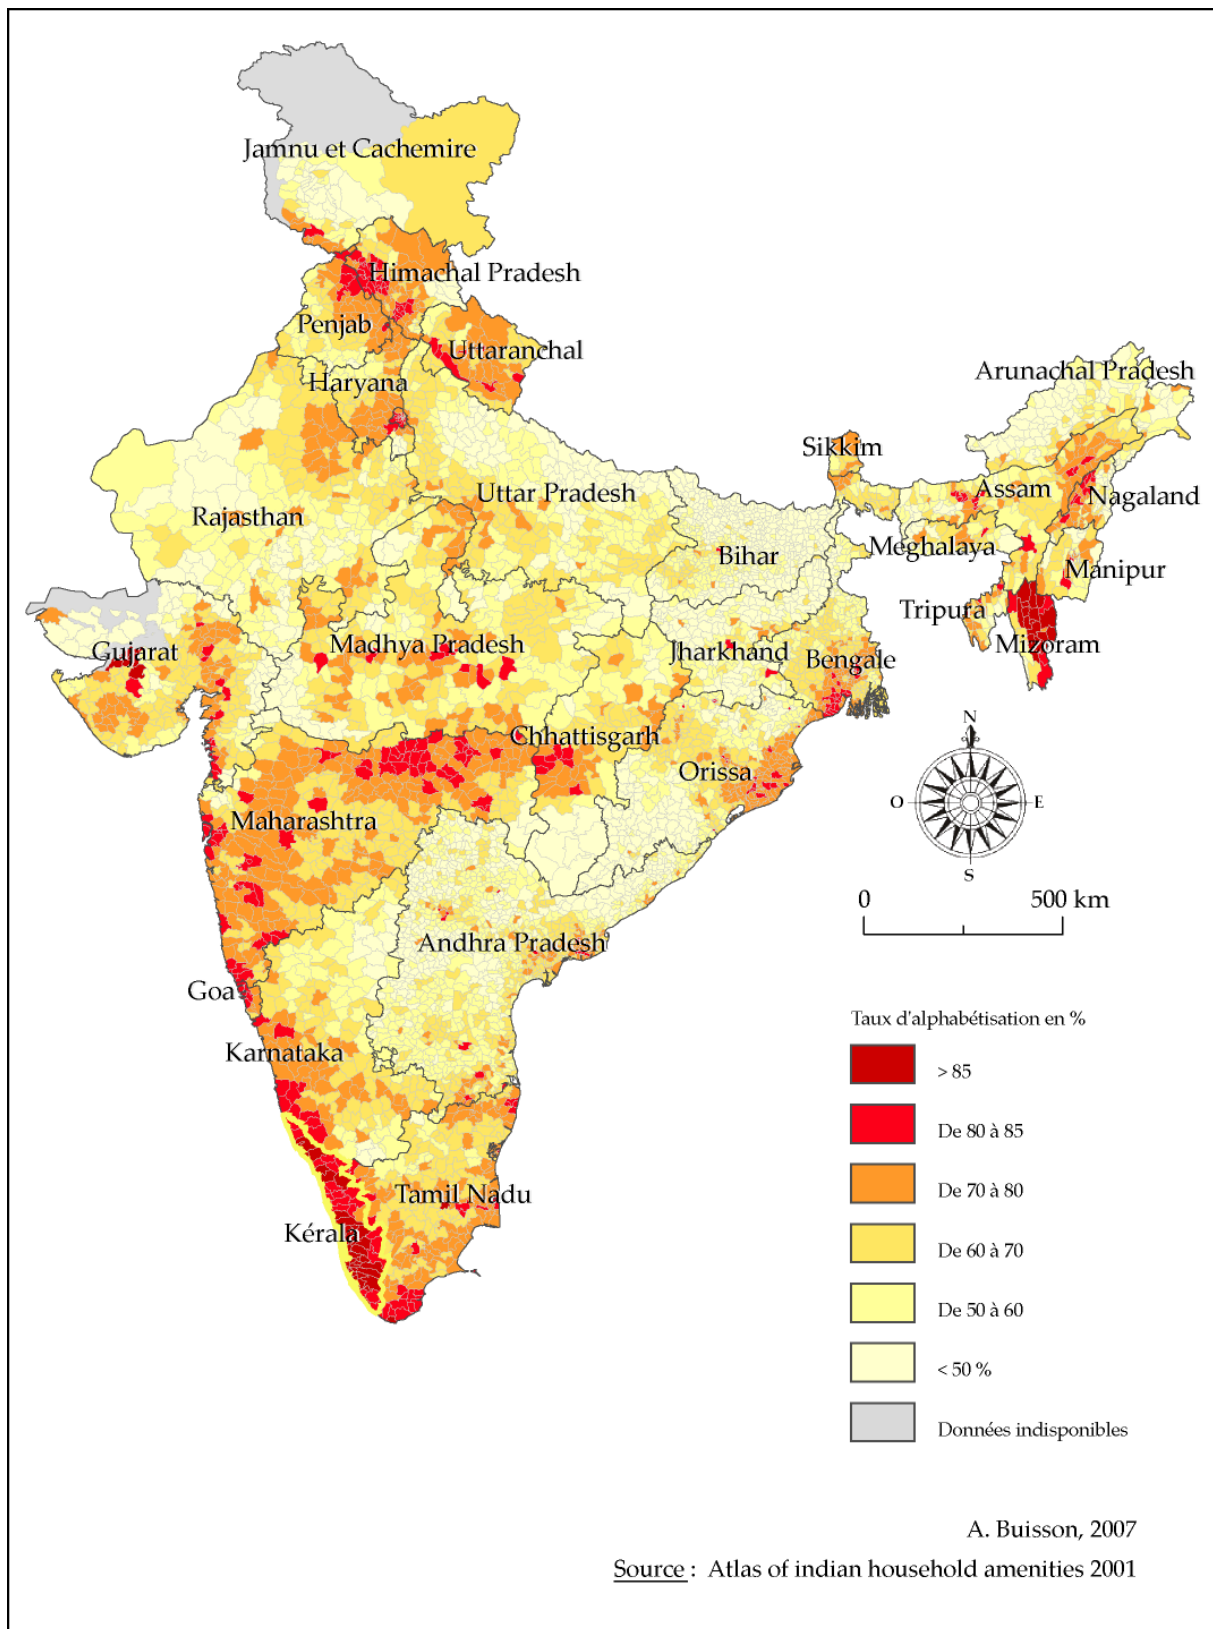 Jamnu et Cachemire
Himachal Pradesh
Penjab
Uttaranchal
Arunachal Pradesh
Haryana
Sikkim
Uttar Pradesh
Assam
Nagaland
Rajasthan
Meghalaya
Bihar
Manipur
Tripura
Gujarat
Madhya Pradesh
Jharkhand
Bengale
Mizoram
N
Chhattisgarh
Orissa
O
E
Maharashtra
S
0
500 km
Andhra Pradesh
Goa
Taux d'alphabétisation en %
Karnataka
> 85
De 80 à 85
Tamil Nadu
De 70 à 80
Kérala
De 60 à 70
De 50 à 60
< 50 %
Données indisponibles
A. Buisson, 2007
Source : Atlas of indian household amenities 2001